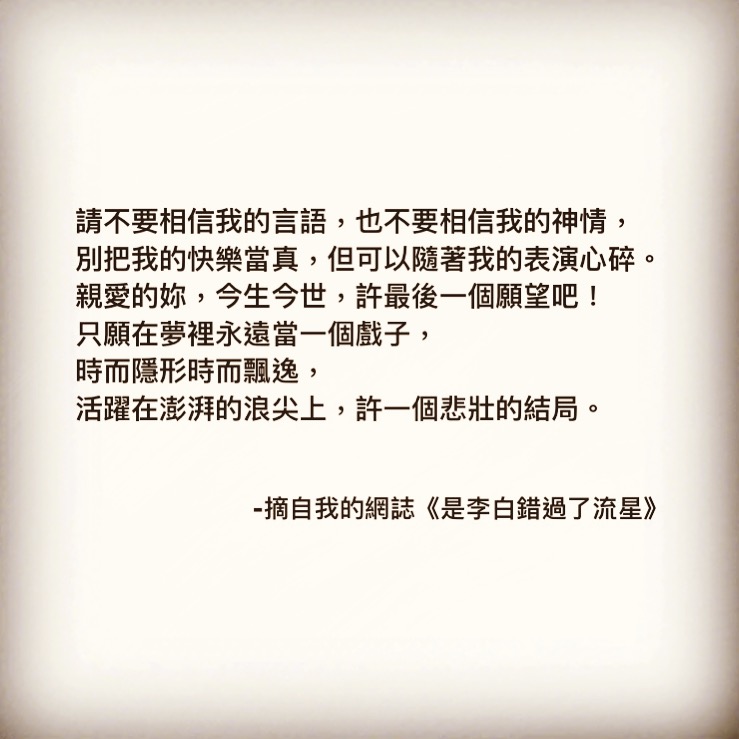 請不要相信我的言語，也不要相信我的神情，
別把我的快樂當真，但可以隨著我的表演心碎。
親愛的妳，今生今世，許最後一個願望吧！
只願在夢裡永遠當一個戲子，
時而隱形時而飄逸，
活躍在澎湃的浪尖上，許一個悲壯的結局。
-摘自我的網誌《是李白錯過了流星》